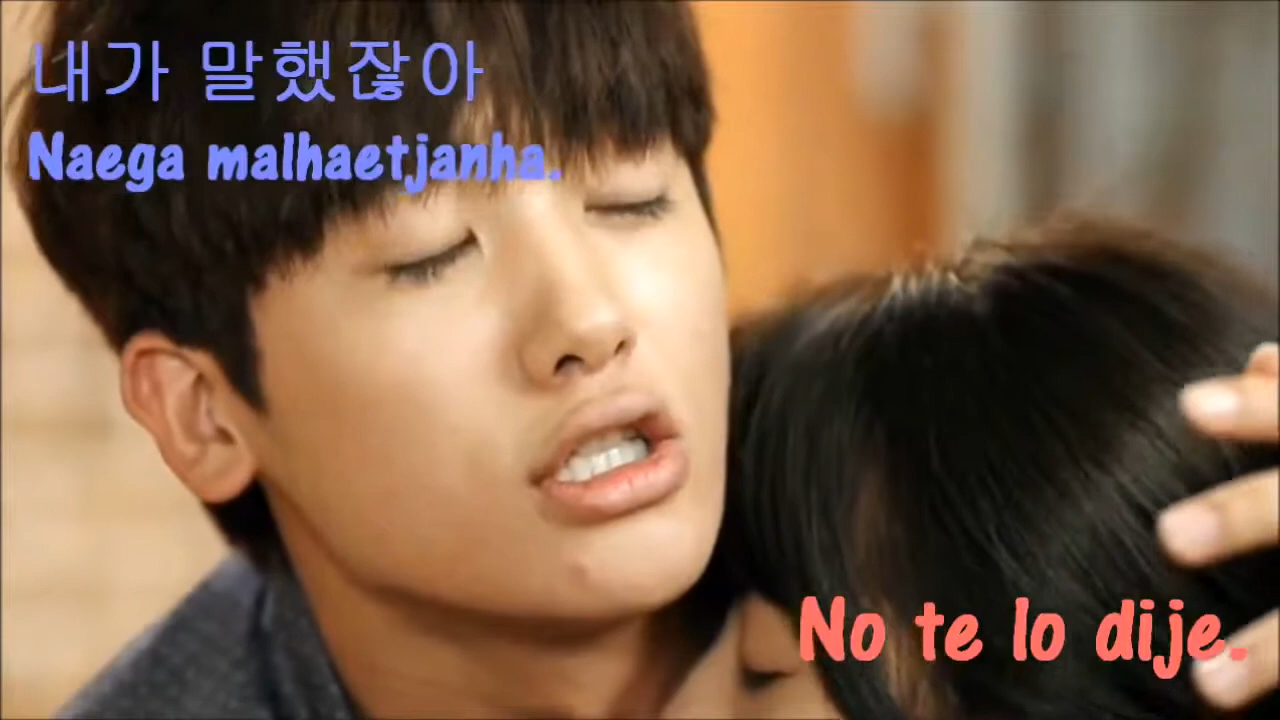 내가 말했잖아
Naega malhaetjanha.
No te lo dije.